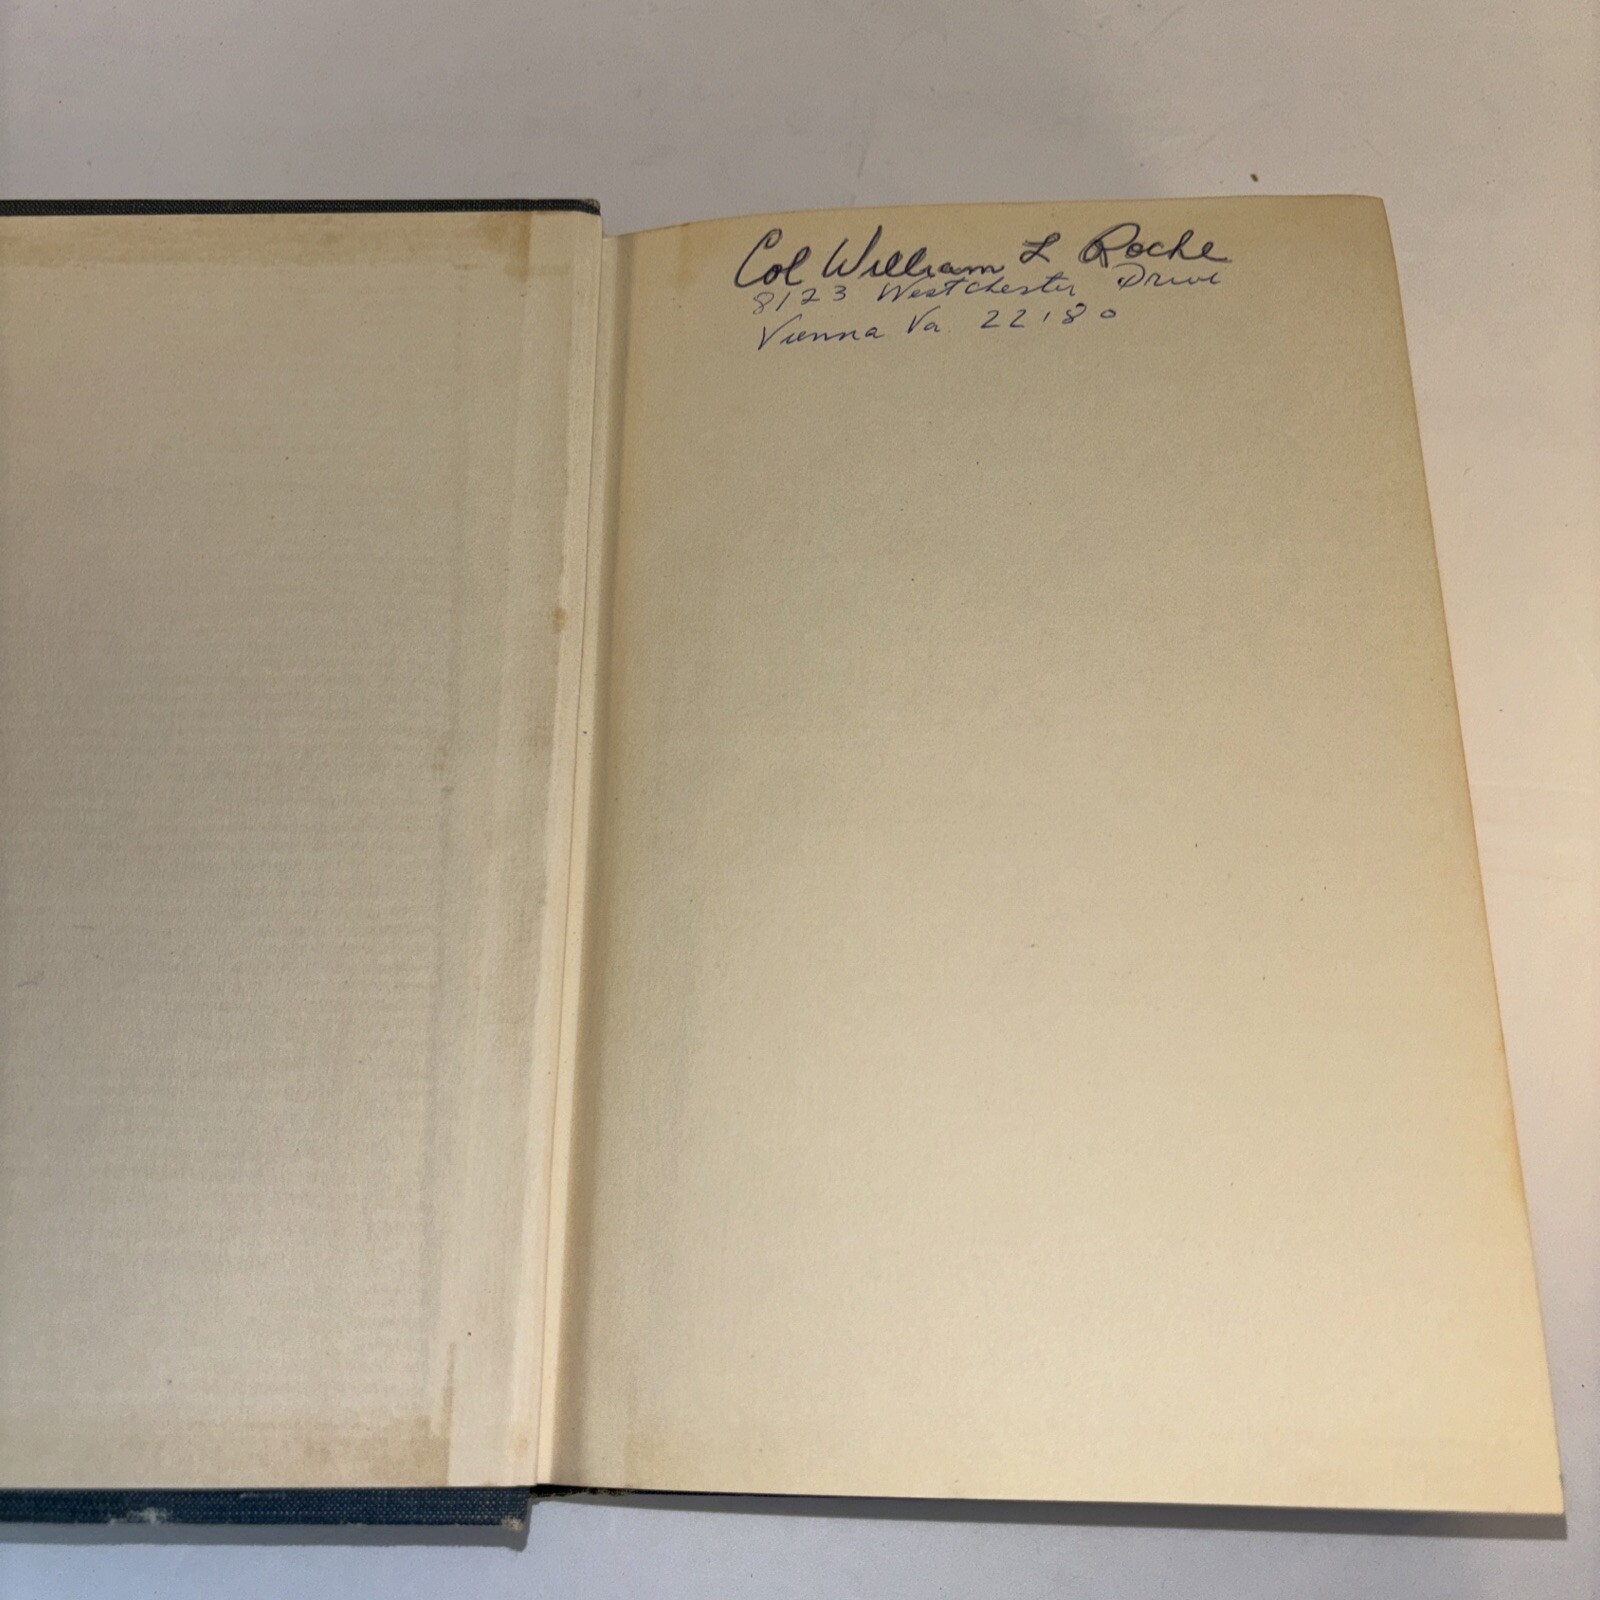 Col William L Roche
8123 Westchester Drive
Vienna Va. 22180